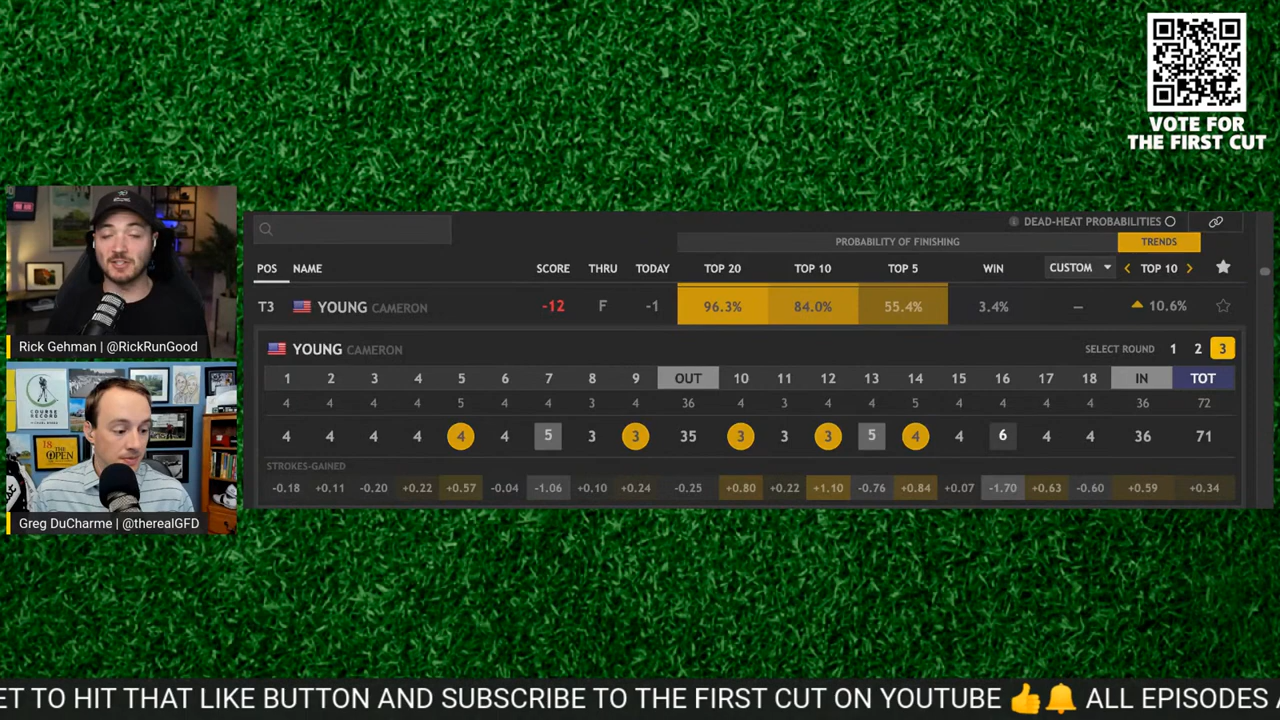 VOTE FOR
THE FIRST CUT
DEAD-HEAT PROBABILITIES
PROBABILITY OF FINISHING TRENDS
POS NAME SCORE THRU TODAY TOP 20 TOP 10 TOP 5 WIN CUSTOM TOP 10
T3 YOUNG CAMERON -12 F -1 96.3% 84.0% 55.4% 3.4% — 10.6%
YOUNG CAMERON SELECT ROUND 1 2 3
1 2 3 4 5 6 7 8 9 OUT 10 11 12 13 14 15 16 17 18 IN TOT
4 4 4 4 5 4 4 3 4 36 4 3 4 4 5 4 4 4 4 36 72
4 4 4 4 4 4 5 3 3 35 3 3 3 5 4 4 6 4 4 36 71
STROKES-GAINED
-0.18 +0.11 -0.20 +0.22 +0.57 -0.04 -1.06 +0.10 +0.24 -0.25 +0.80 +0.22 +1.10 -0.76 +0.84 +0.07 -1.70 +0.63 -0.60 +0.59 +0.34
Rick Gehman | @RickRunGood
COURSE
RECORD
18
THE OPEN
Greg DuCharme | @therealGFD
ET TO HIT THAT LIKE BUTTON AND SUBSCRIBE TO THE FIRST CUT ON YOUTUBE 👍🔔 ALL EPISODES